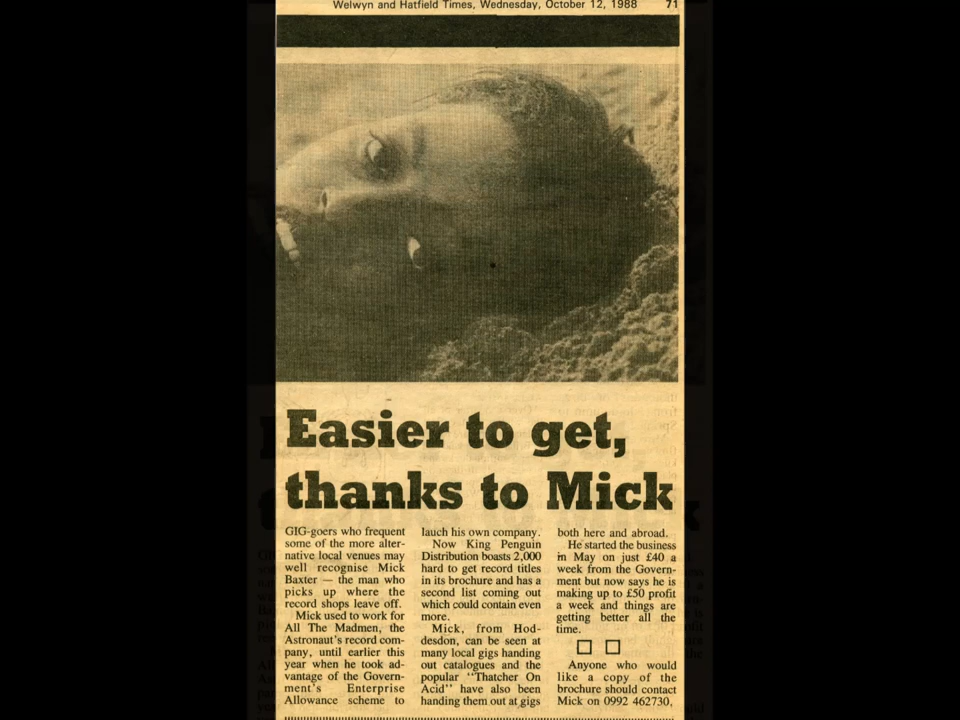 Welwyn and Hatfield Times, Wednesday, October 12, 1988 71
Easier to get,
thanks to Mick
GIG-goers who frequent
some of the more alter-
native local venues may
well recognise Mick
Baxter — the man who
picks up where the
record shops leave off.
Mick used to work for
All The Madmen, the
Astronaut's record com-
pany, until earlier this
year when he took ad-
vantage of the Govern-
ment's Enterprise
Allowance scheme to
lauch his own company.
Now King Penguin
Distribution boasts 2,000
hard to get record titles
in its brochure and has a
second list coming out
which could contain even
more.
Mick, from Hod-
desdon, can be seen at
many local gigs handing
out catalogues and the
popular "Thatcher On
Acid" have also been
handing them out at gigs
both here and abroad.
He started the business
in May on just £40 a
week from the Govern-
ment but now says he is
making up to £50 profit
a week and things are
getting better all the
time.
Anyone who would
like a copy of the
brochure should contact
Mick on 0992 462730,